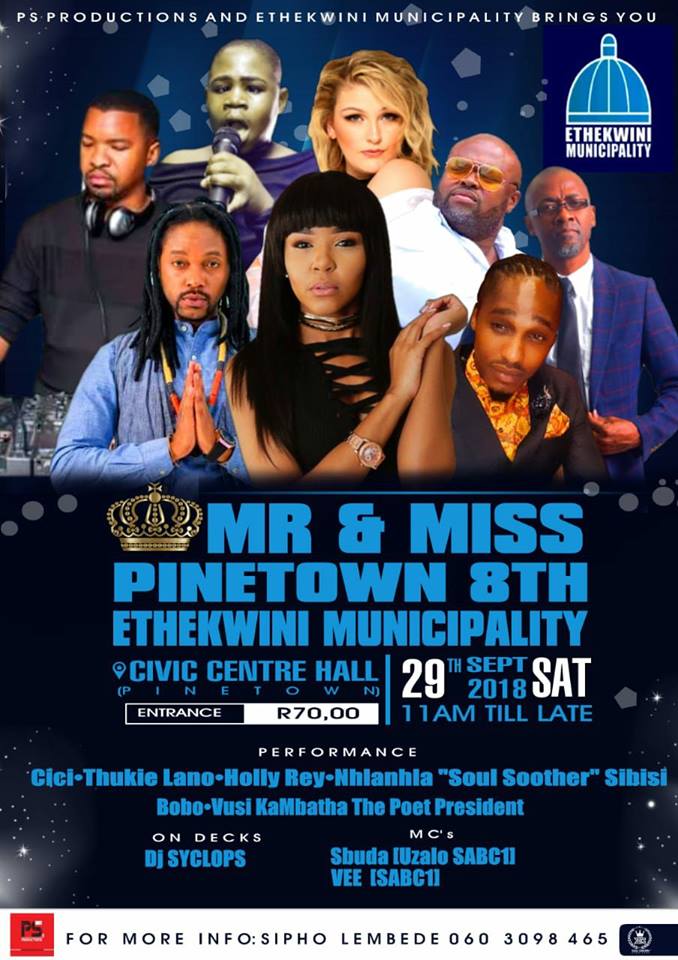 PS PRODUCTIONS AND ETHEKWINI MUNICIPALITY BRINGS YOU
ETHEKWINI
MUNICIPALITY
MR & MISS
PINETOWN 8TH
ETHEKWINI MUNICIPALITY
CIVIC CENTRE HALL
(PINETOWN)
ENTRANCE R70,00
29TH SEPT 2018 SAT
11AM TILL LATE
PERFORMANCE
Cici•Thukie Lano•Holly Rey•Nhlanhla "Soul Soother" Sibisi
Bobo•Vusi KaMbatha The Poet President
ON DECKS
Dj SYCLOPS
MC's
Sbuda [Uzalo SABC1]
VEE [SABC1]
PS
PRODUCTIONS
FOR MORE INFO: SIPHO LEMBEDE 060 3098 465